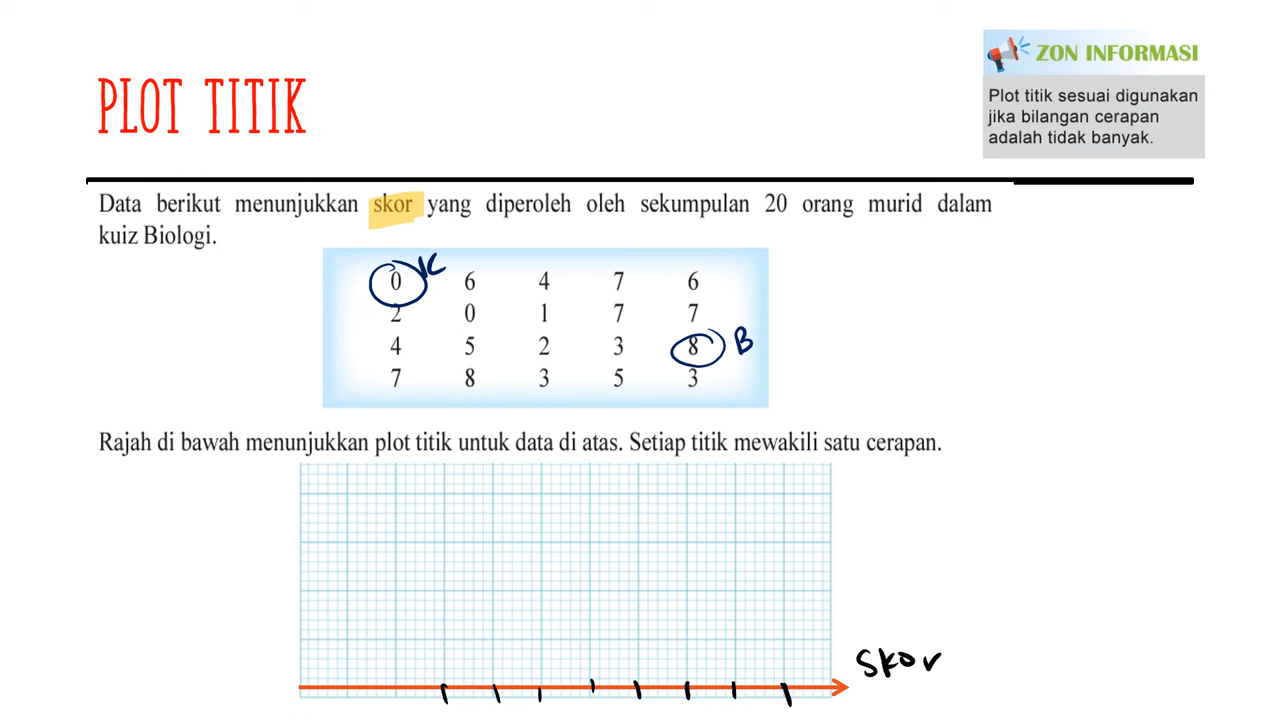 ZON INFORMASI
Plot titik sesuai digunakan
jika bilangan cerapan
adalah tidak banyak.
PLOT TITIK
Data berikut menunjukkan skor yang diperoleh oleh sekumpulan 20 orang murid dalam
kuiz Biologi.
K
0 6 4 7 6
2 0 1 7 7
4 5 2 3 8 B
7 8 3 5 3
Rajah di bawah menunjukkan plot titik untuk data di atas. Setiap titik mewakili satu cerapan.
Skor